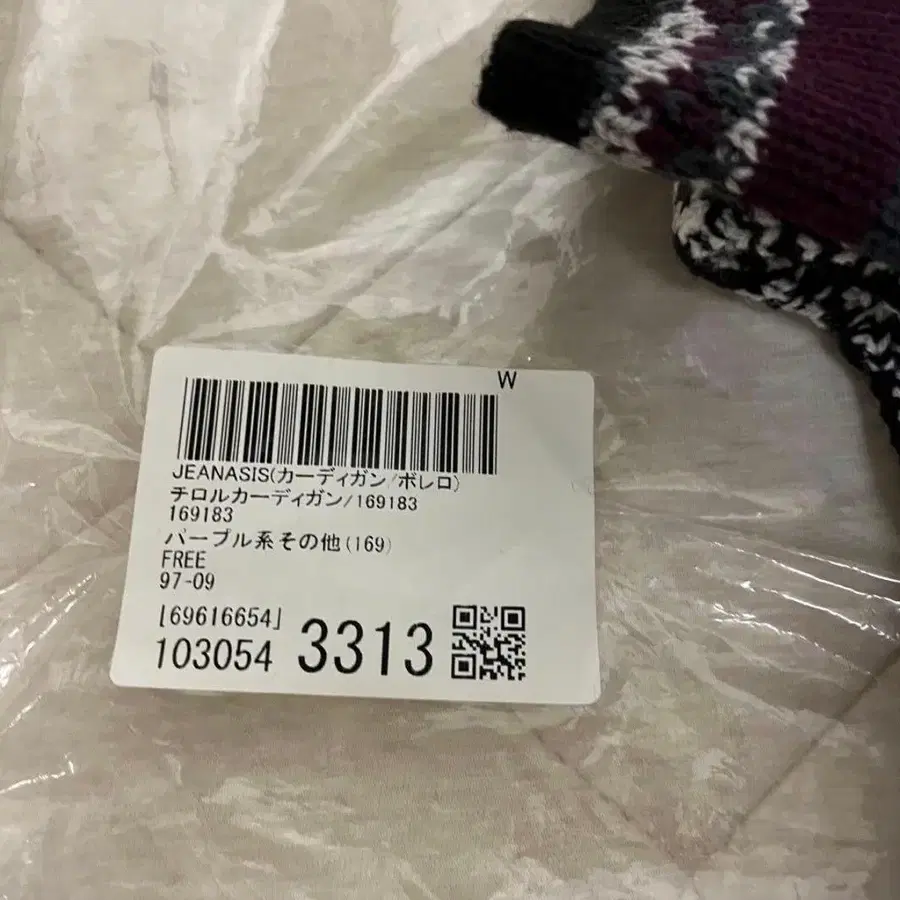 W
JEANASIS(カーディガン/ボレロ)
チロルカーディガン/169183
169183
パープル系その他(169)
FREE
97-09
[69616654]
103054 3313